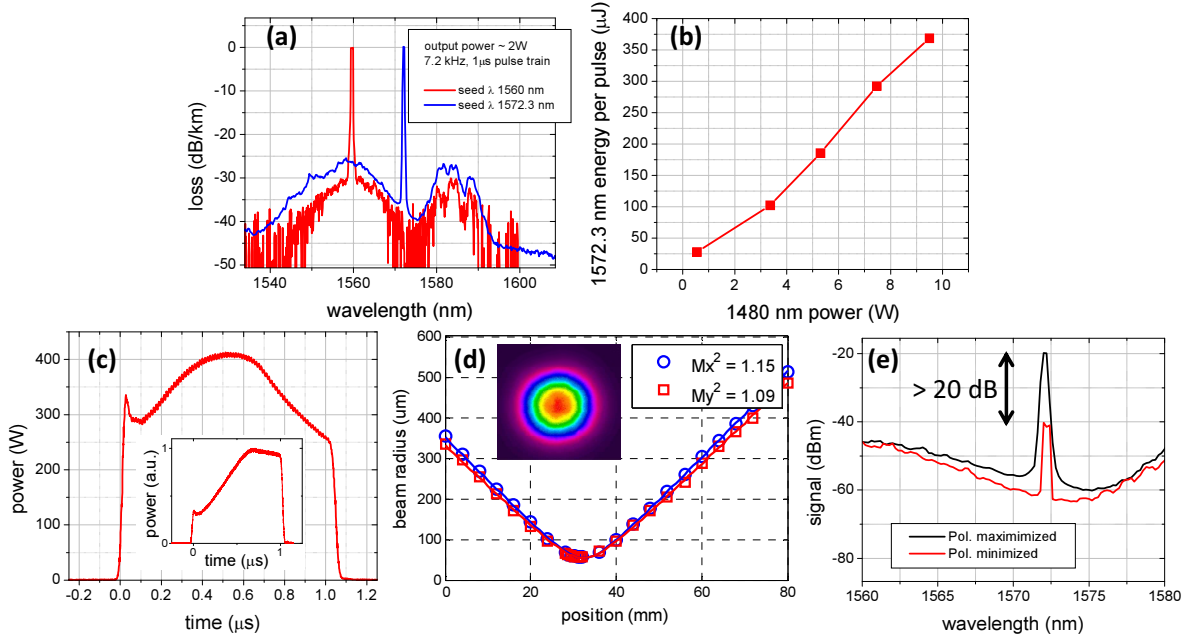 (a)
output power ~ 2W
7.2 kHz, 1μs pulse train
seed λ 1560 nm
seed λ 1572.3 nm
loss (dB/km)
0
-10
-20
-30
-40
-50
1540 1560 1580 1600
wavelength (nm)
(b)
1572.3 nm energy per pulse (μJ)
400
350
300
250
200
150
100
50
0
0 2 4 6 8 10
1480 nm power (W)
(c)
power (W)
400
300
200
100
0
-0.2 0.0 0.2 0.4 0.6 0.8 1.0 1.2
time (μs)
power (a.u.)
1
0
0 1
time (μs)
(d)
Mx² = 1.15
My² = 1.09
beam radius (um)
600
500
400
300
200
100
0
0 20 40 60 80
position (mm)
(e)
> 20 dB
signal (dBm)
-20
-40
-60
-80
Pol. maximimized
Pol. minimized
1560 1565 1570 1575 1580
wavelength (nm)